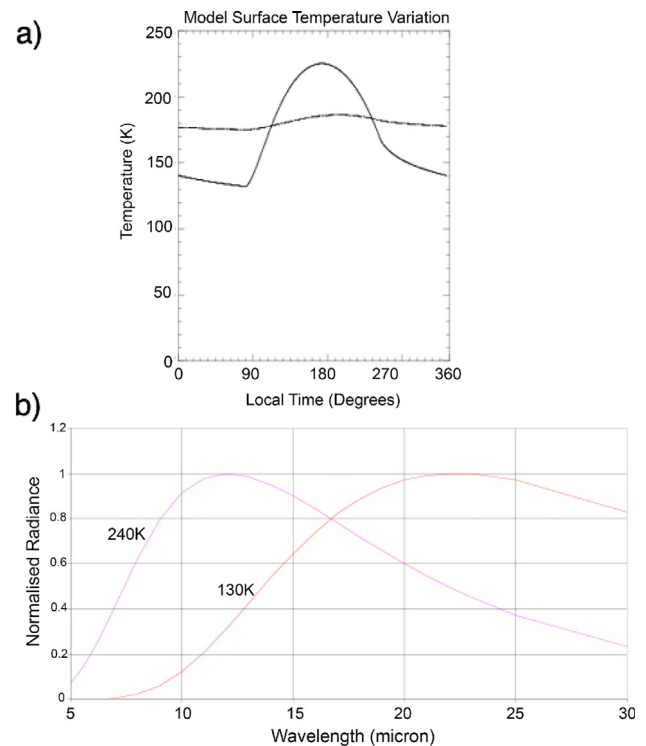 a)
Model Surface Temperature Variation
250
200
150
100
50
0
Temperature (K)
0 90 180 270 360
Local Time (Degrees)
b)
1.2
1
0.8
0.6
0.4
0.2
0
Normalised Radiance
240K
130K
5 10 15 20 25 30
Wavelength (micron)